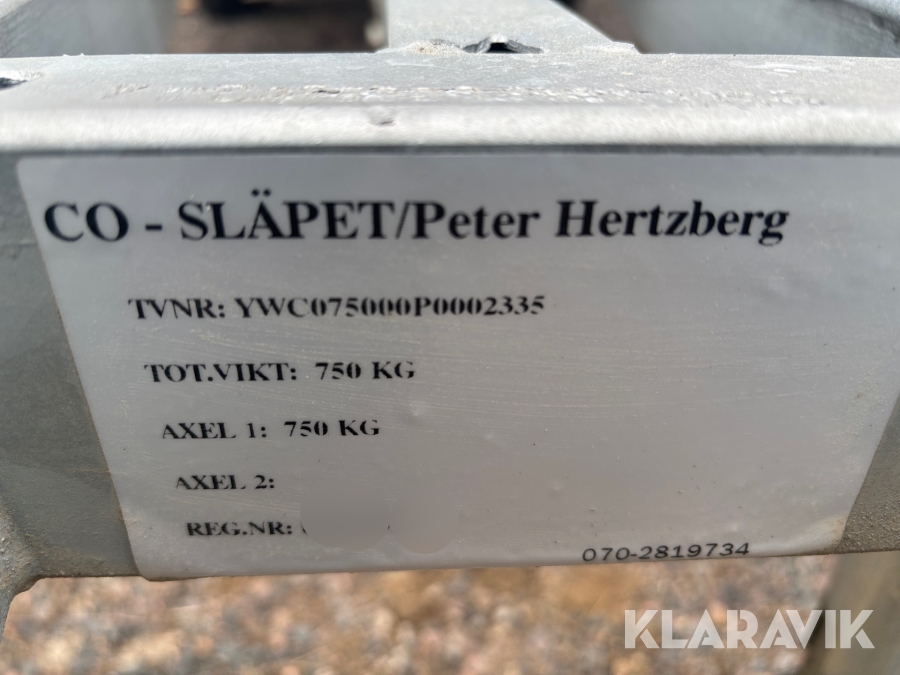 CO - SLÄPET/Peter Hertzberg
TVNR: YWC075000P0002335
TOT.VIKT: 750 KG
AXEL 1: 750 KG
AXEL 2:
REG.NR:
070-2819734
KLARAVIK